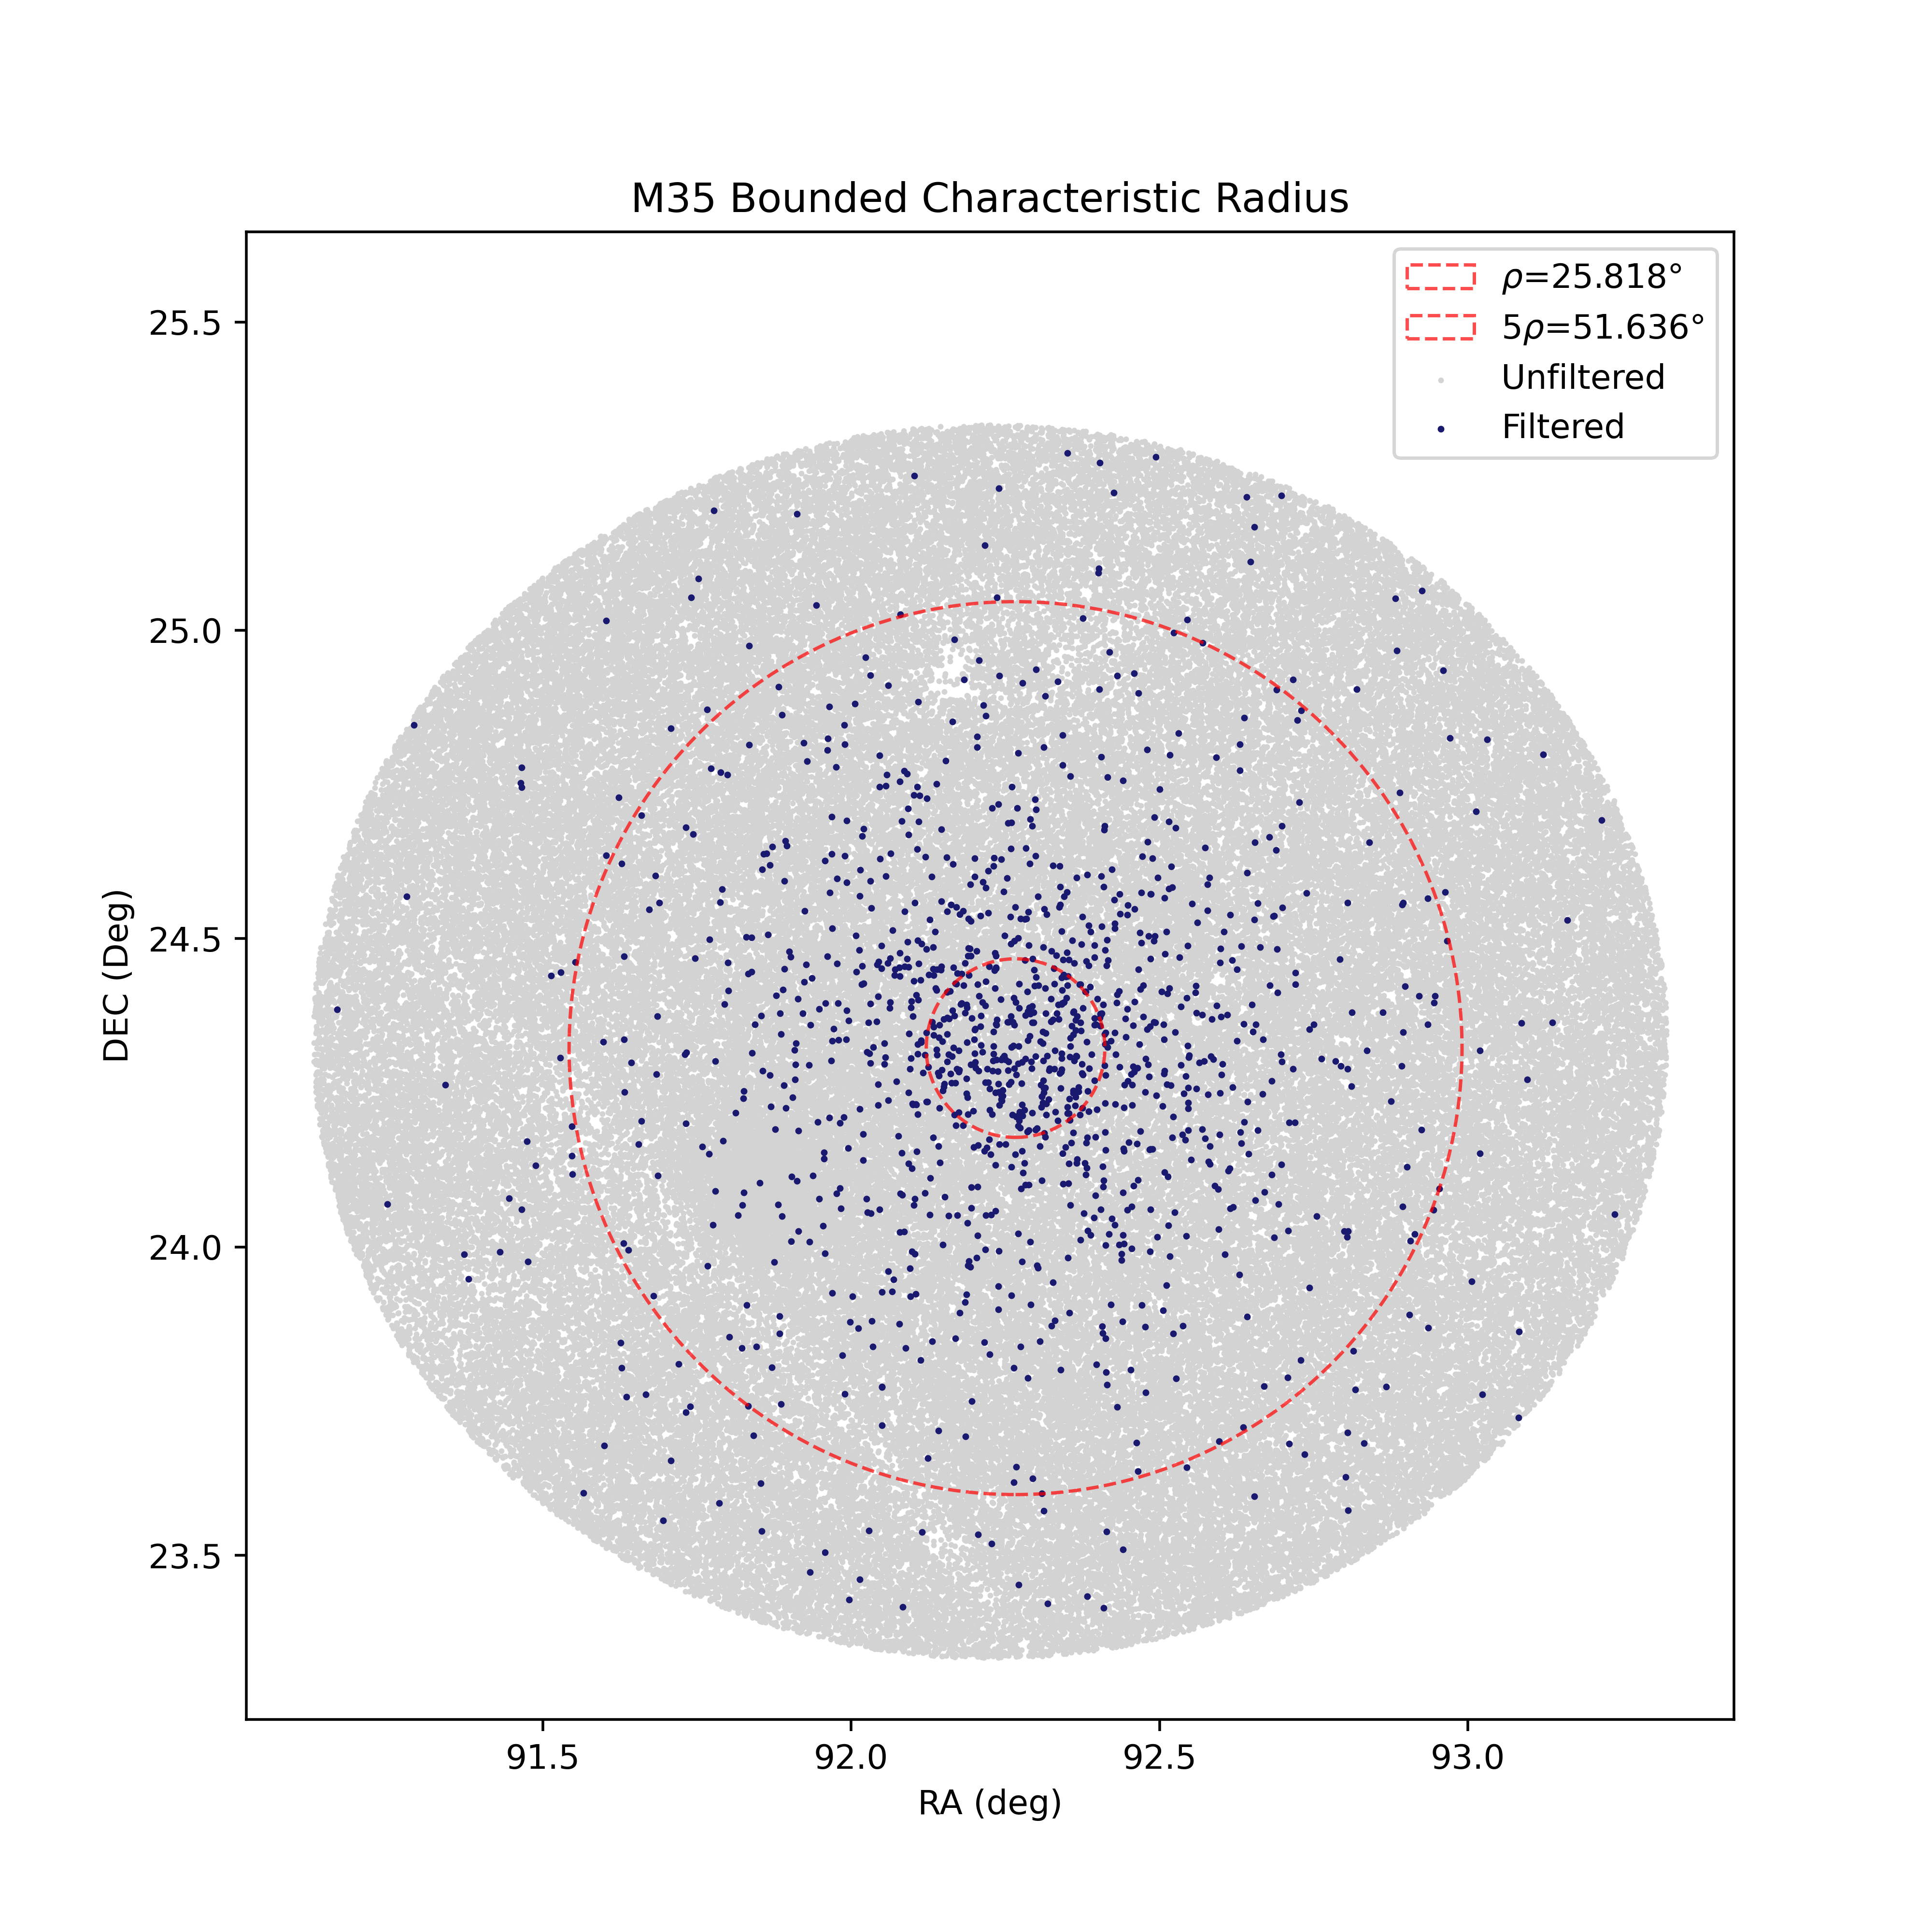 M35 Bounded Characteristic Radius
ρ=25.818°
5ρ=51.636°
Unfiltered
Filtered
25.5
25.0
24.5
24.0
23.5
DEC (Deg)
91.5 92.0 92.5 93.0
RA (deg)